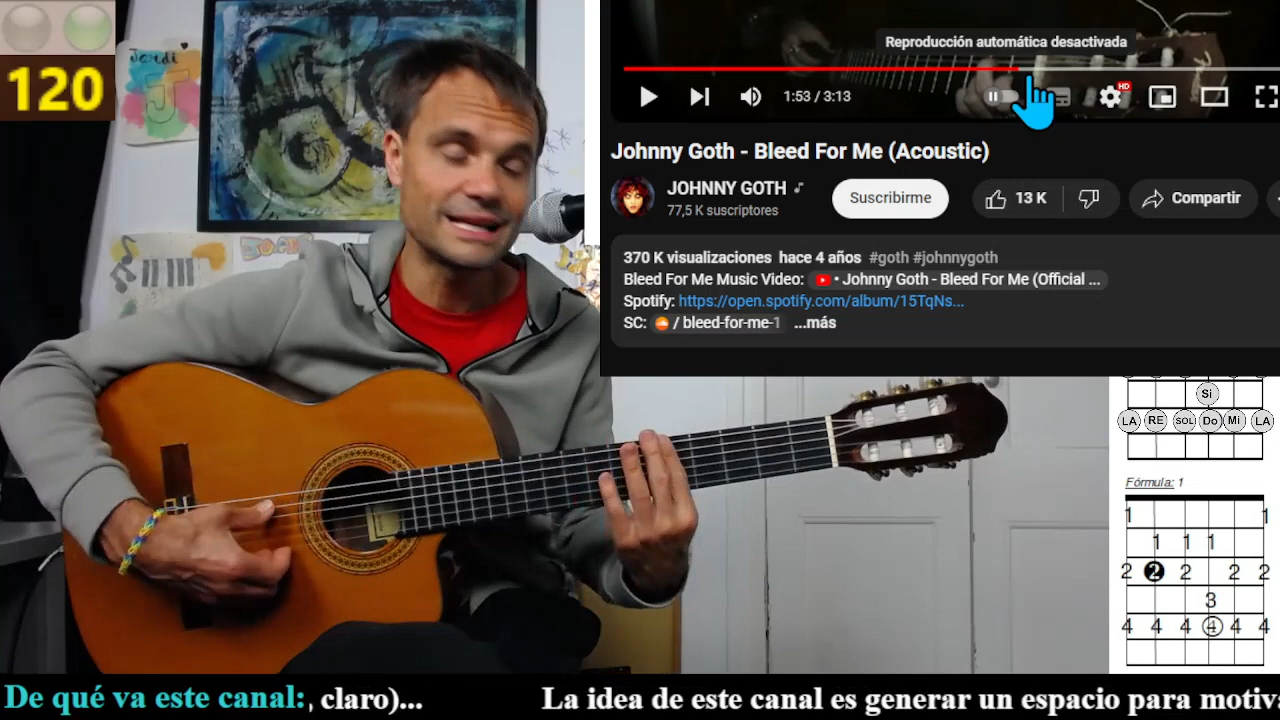 120
Jordi
J
Reproducción automática desactivada
1:53 / 3:13
HD
Johnny Goth - Bleed For Me (Acoustic)
JOHNNY GOTH
77,5 K suscriptores
Suscribirme
13 K
Compartir
370 K visualizaciones hace 4 años #goth #johnnygoth
Bleed For Me Music Video: • Johnny Goth - Bleed For Me (Official ...
Spotify: https://open.spotify.com/album/15TqNs...
SC: / bleed-for-me-1 ...más
Si
LA RE SOL Do Mi LA
Fórmula: 1
1 1
1 1 1
2 2 2 2 2
3
4 4 4 4 4 4
De qué va este canal: , claro)... La idea de este canal es generar un espacio para motiv